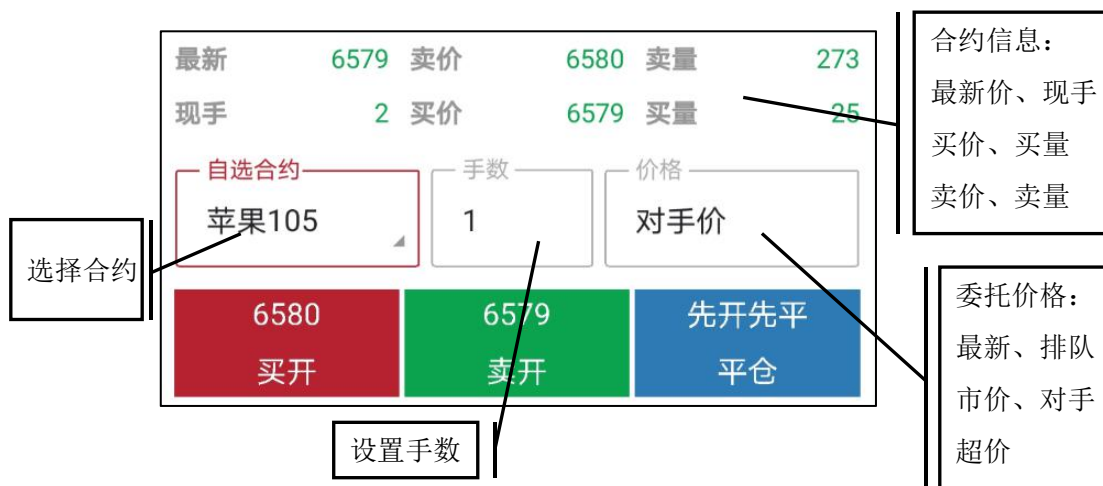 最新 6579 卖价 6580 卖量 273
现手 2 买价 6579 买量 25
自选合约 手数 价格
苹果105 1 对手价
6580 6579 先开先平
买开 卖开 平仓
选择合约
设置手数
合约信息：
最新价、现手
买价、买量
卖价、卖量
委托价格：
最新、排队
市价、对手
超价